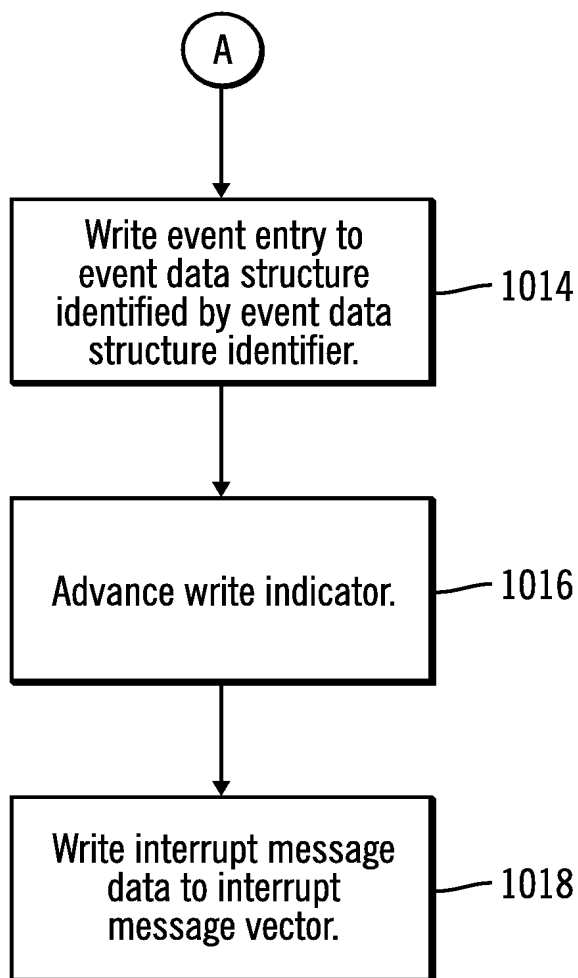 A
Write event entry to
event data structure
identified by event data
structure identifier.
1014
Advance write indicator.
1016
Write interrupt message
data to interrupt
message vector.
1018